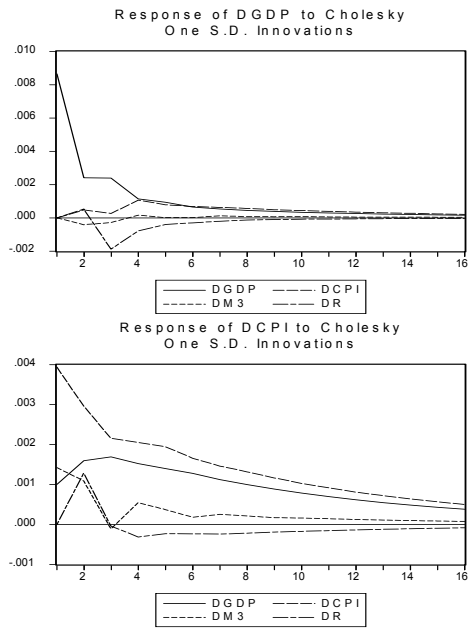 Response of DGDP to Cholesky
One S.D. Innovations
.010
.008
.006
.004
.002
.000
-.002
2 4 6 8 10 12 14 16
DGDP DCPI
DM3 DR
Response of DCPI to Cholesky
One S.D. Innovations
.004
.003
.002
.001
.000
-.001
2 4 6 8 10 12 14 16
DGDP DCPI
DM3 DR